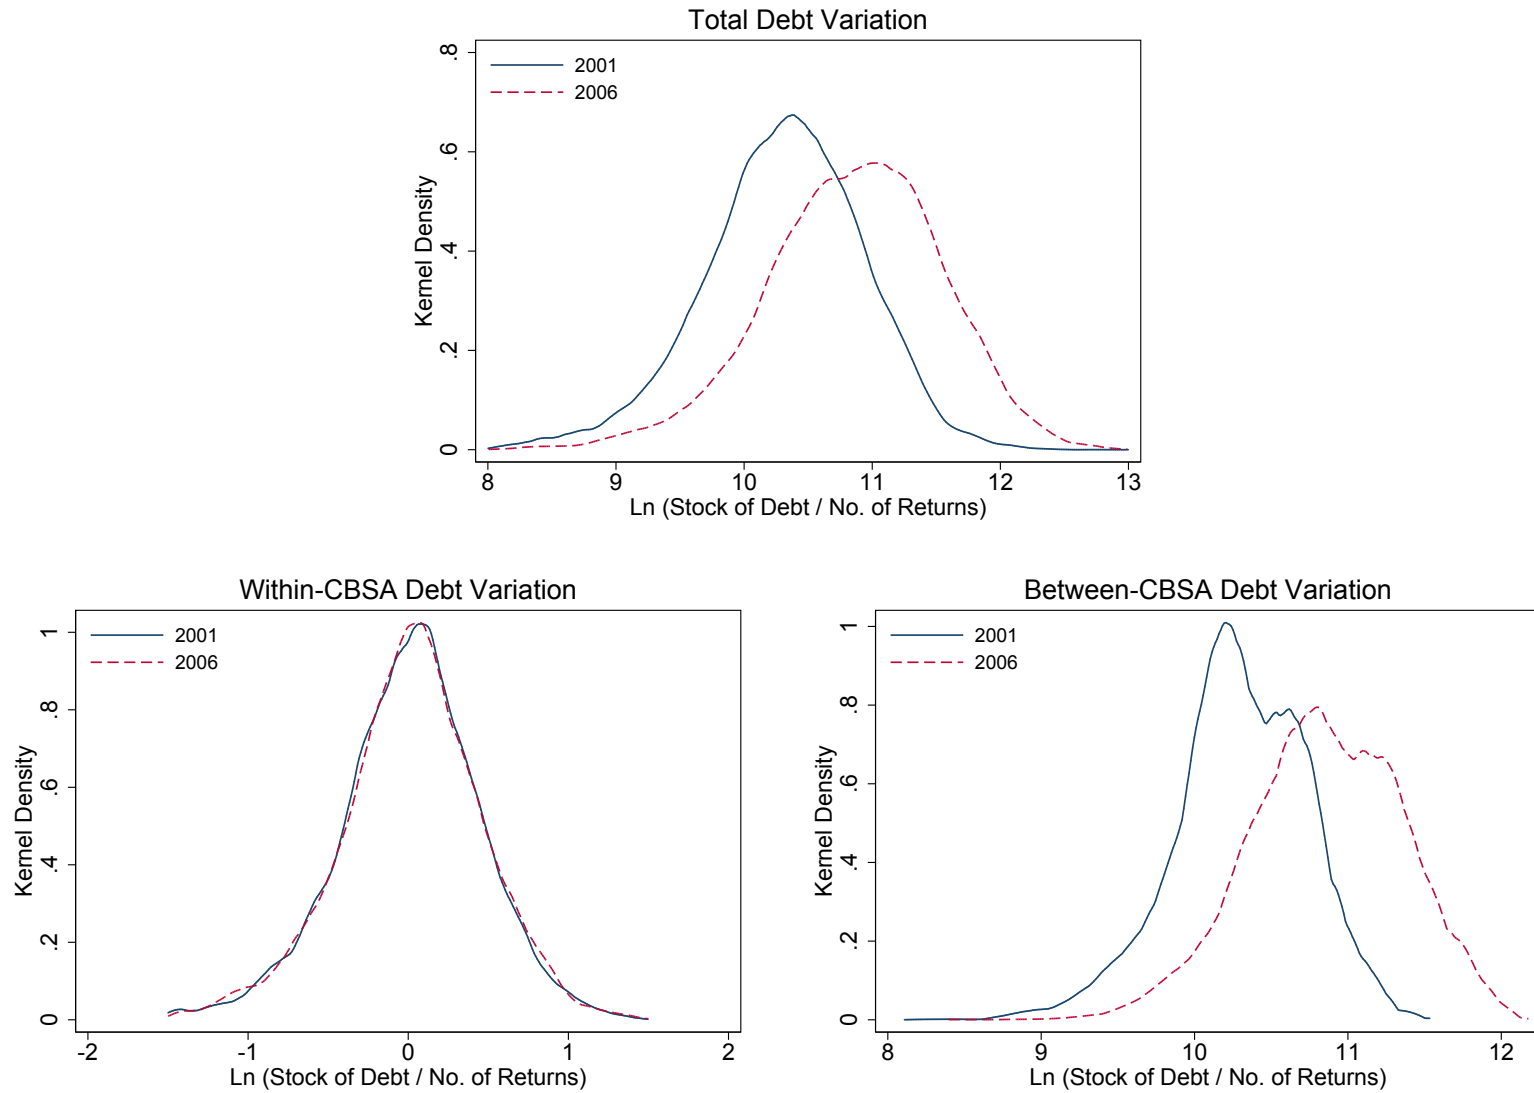 Total Debt Variation
2001
2006
Kernel Density
0 .2 .4 .6 .8
8 9 10 11 12 13
Ln (Stock of Debt / No. of Returns)
Within-CBSA Debt Variation
2001
2006
Kernel Density
0 .2 .4 .6 .8 1
-2 -1 0 1 2
Ln (Stock of Debt / No. of Returns)
Between-CBSA Debt Variation
2001
2006
Kernel Density
0 .2 .4 .6 .8 1
8 9 10 11 12
Ln (Stock of Debt / No. of Returns)